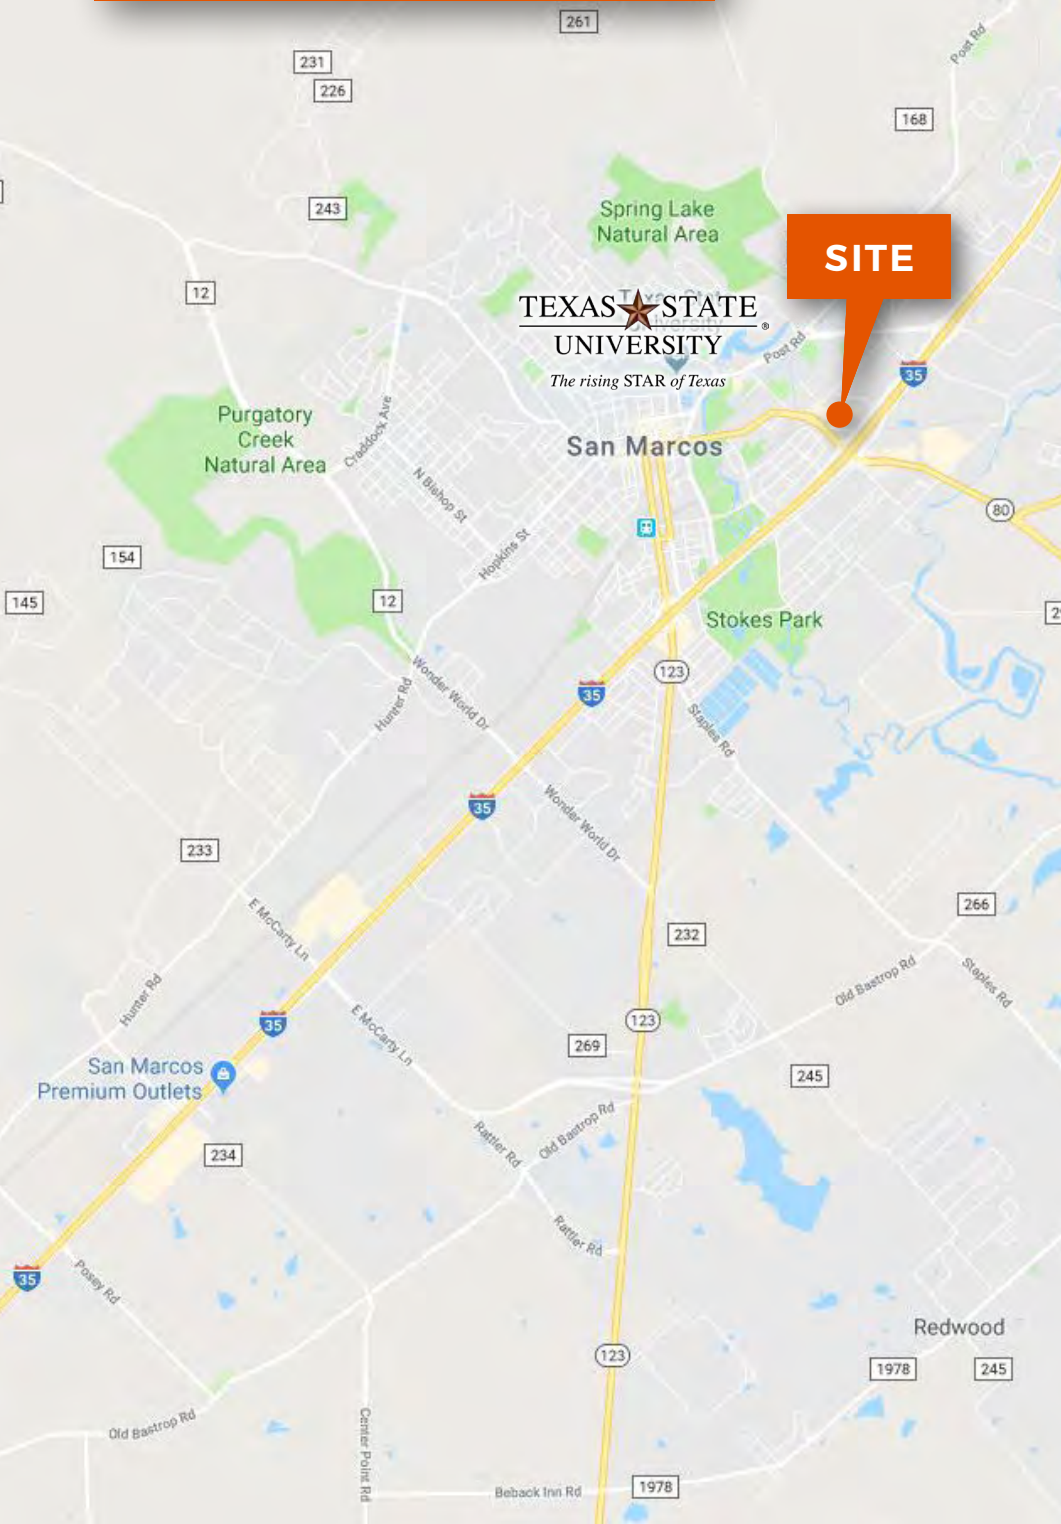 261
Post Rd
231
226
168
243
Spring Lake
Natural Area
SITE
12
TEXAS STATE
UNIVERSITY
®
The rising STAR of Texas
Texas State
University
Post Rd
35
Purgatory
Creek
Natural Area
Craddock Ave
San Marcos
N Bishop St
80
Hopkins St
154
145
12
Stokes Park
Wonder World Dr
123
Hunter Rd
35
Staples Rd
35
Wonder World Dr
233
E McCarty Ln
266
232
Old Bastrop Rd
Staples Rd
Hunter Rd
35
E McCarty Ln
123
269
San Marcos
Premium Outlets
245
Old Bastrop Rd
Rattler Rd
234
Rattler Rd
35
Posey Rd
Redwood
123
1978
245
Old Bastrop Rd
Center Point Rd
1978
Beback Inn Rd